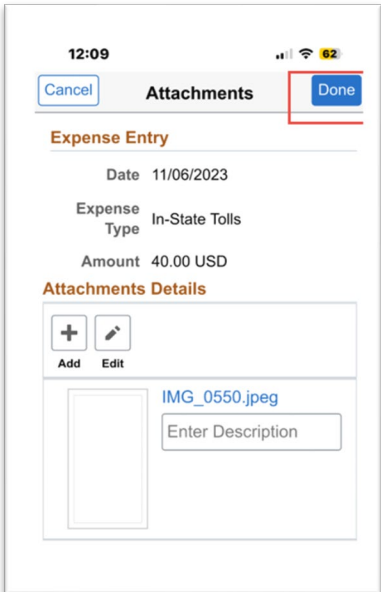 12:09 62
Cancel Attachments Done
Expense Entry
Date 11/06/2023
Expense
Type In-State Tolls
Amount 40.00 USD
Attachments Details
Add Edit
IMG_0550.jpeg
Enter Description